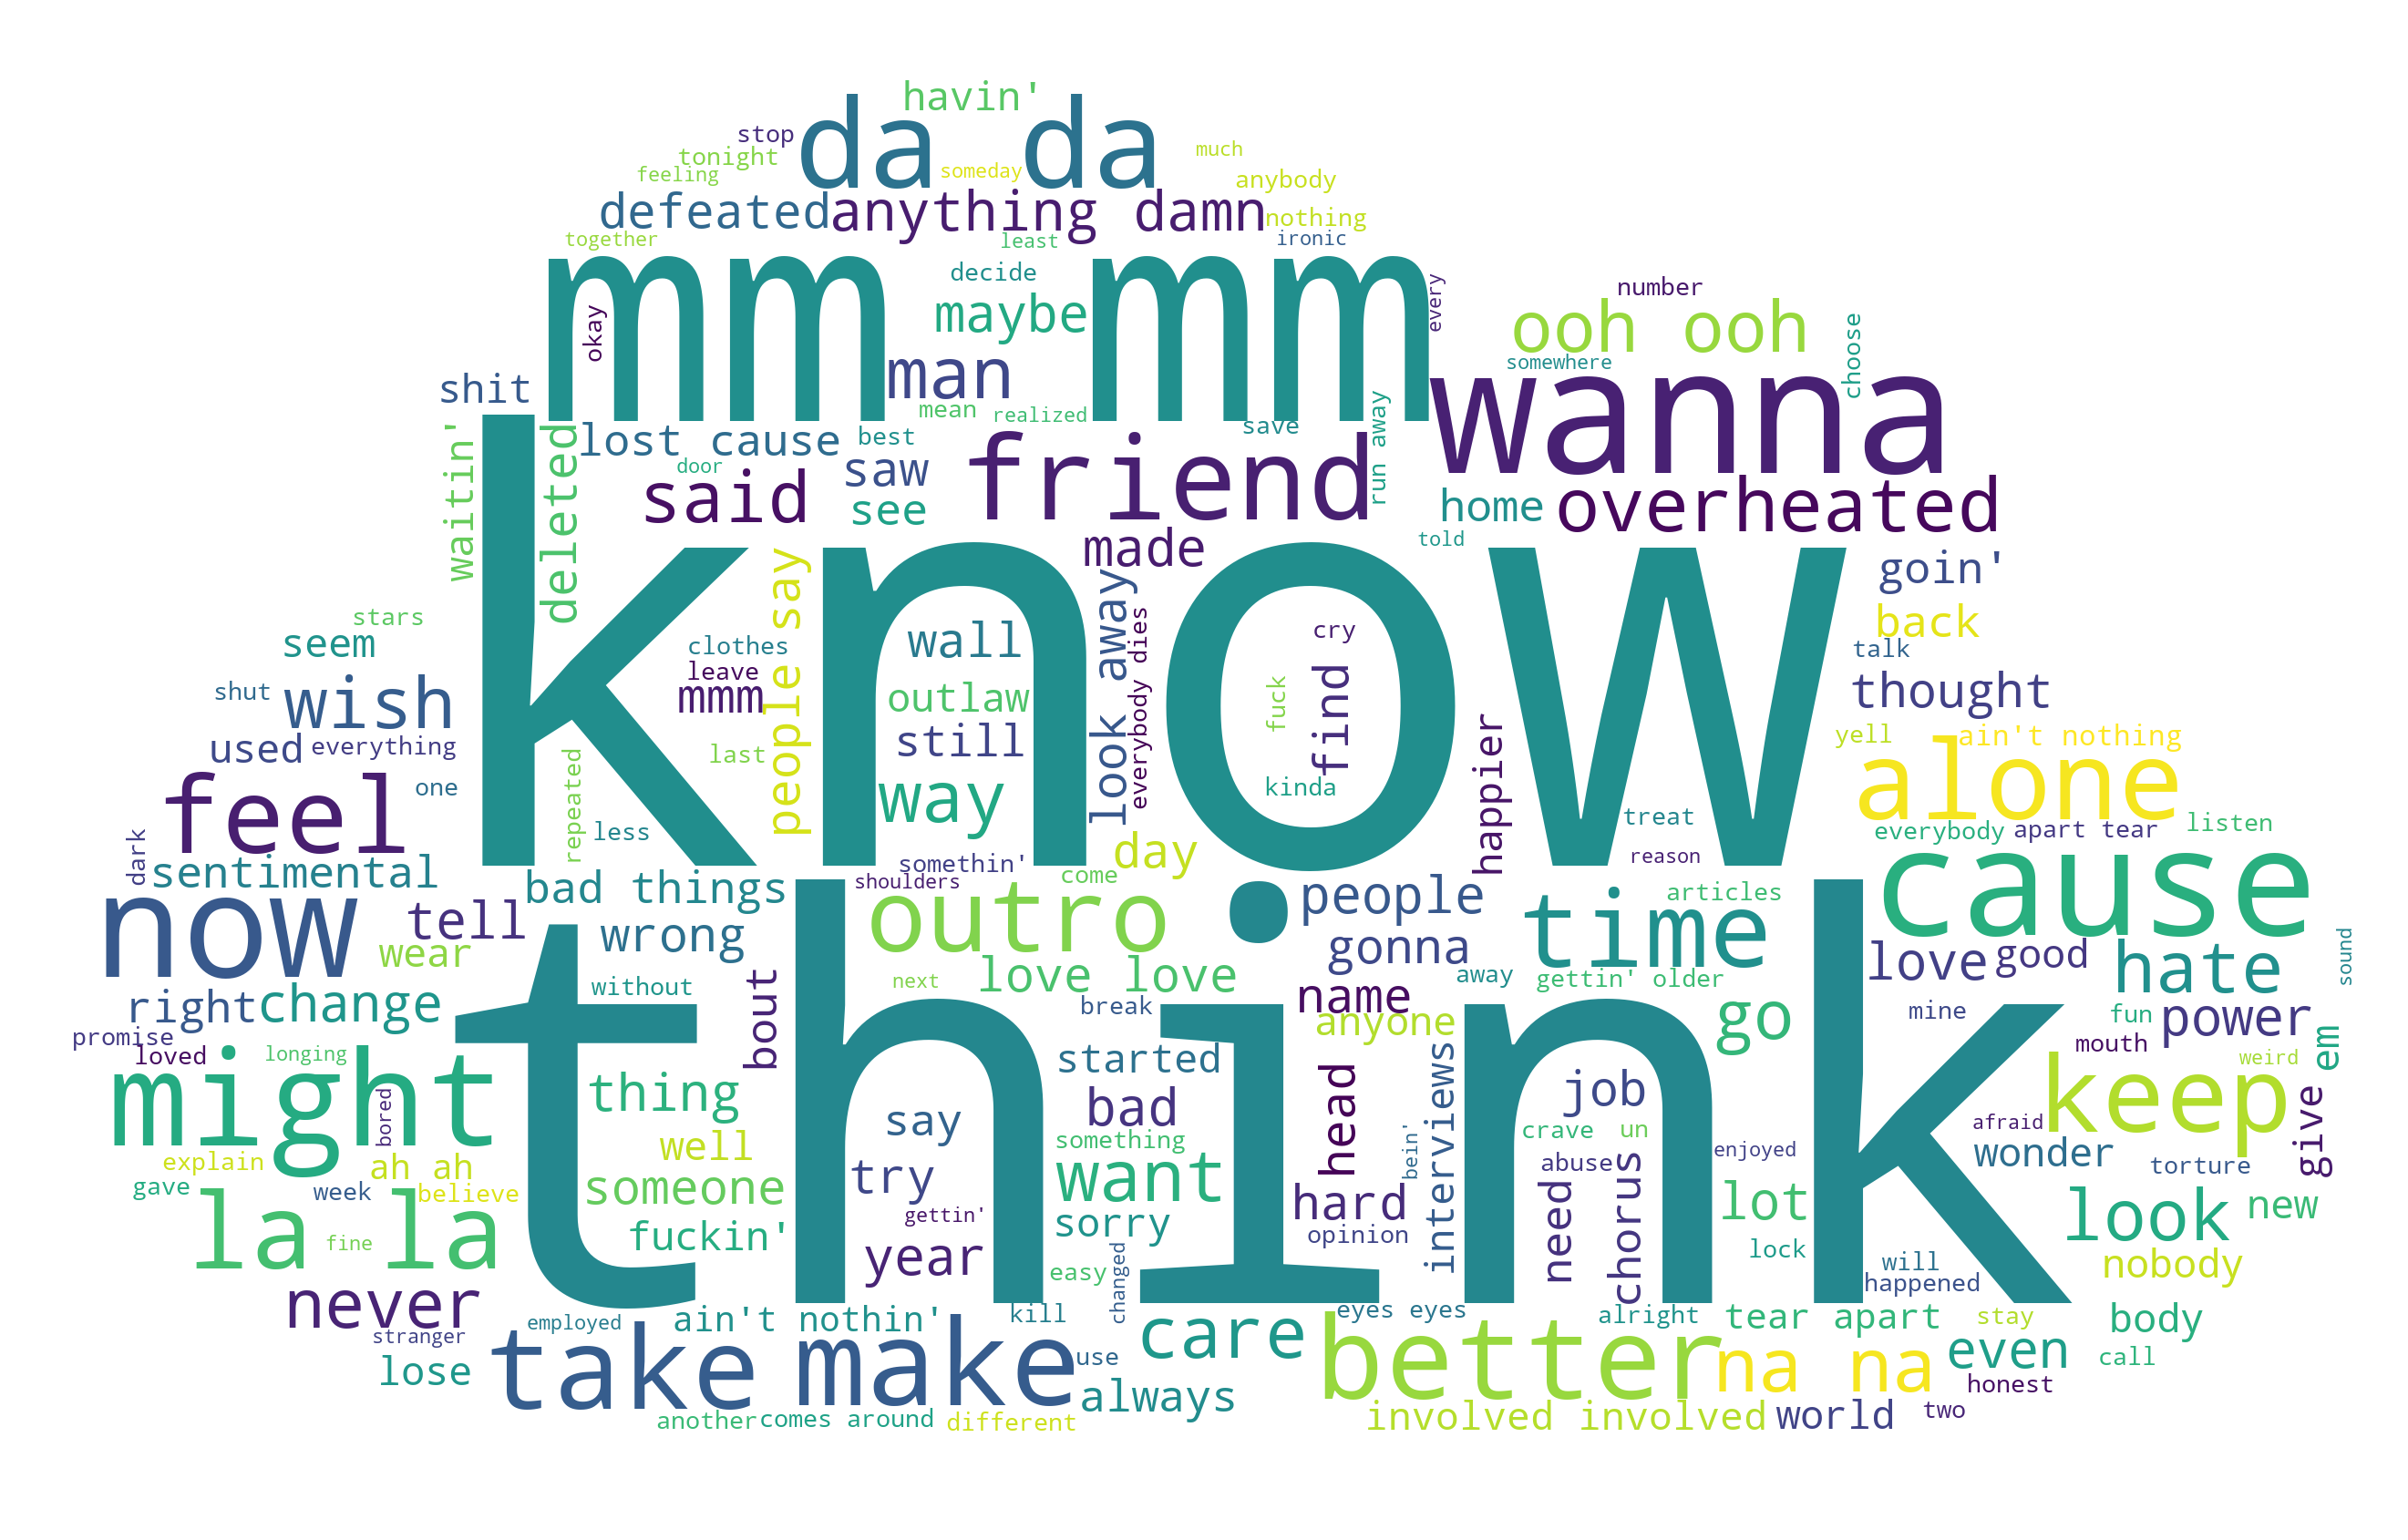 havin'
da da
stop
tonight
much
feeling
someday
anybody
defeated
anything damn
nothing
together
least
ironic
mm mm
decide
every
number
maybe
okay
ooh ooh
choose
man
somewhere
shit
wanna
mean
realized
run away
save
waitin'
deleted
lost cause
best
door
saw
friend
said
see
home
overheated
made
told
know
goin'
people say
look away
everybody dies
stars
back
seem
clothes
wall
cry
talk
shut
wish
leave
mmm
outlaw
fuck
find
thought
used
everything
last
still
happier
yell
ain't nothing
feel
one
repeated
way
kinda
alone
less
treat
dark
everybody
apart tear
listen
sentimental
somethin'
day
reason
cause
bad things
shoulders
come
people
articles
now
tell
wrong
outro
time
wear
gonna
love
good
hate
sound
without
next
love love
away
gettin' older
right
change
bout
break
name
go
mine
fun
power
promise
anyone
em
loved
longing
started
interviews
mouth
weird
might
thing
think
head
job
keep
bored
say
bad
give
well
something
bein'
crave
un
afraid
explain
ah ah
try
want
abuse
chorus
enjoyed
wonder
torture
gave
week
believe
someone
hard
need
lot
look
new
la la
fine
fuckin'
gettin'
sorry
opinion
year
easy
changed
lock
will
nobody
happened
never
employed
ain't nothin'
kill
eyes eyes
alright
tear apart
stay
body
stranger
take
make
care
better
lose
use
na na
even
call
always
honest
another
comes around
different
involved involved
world
two